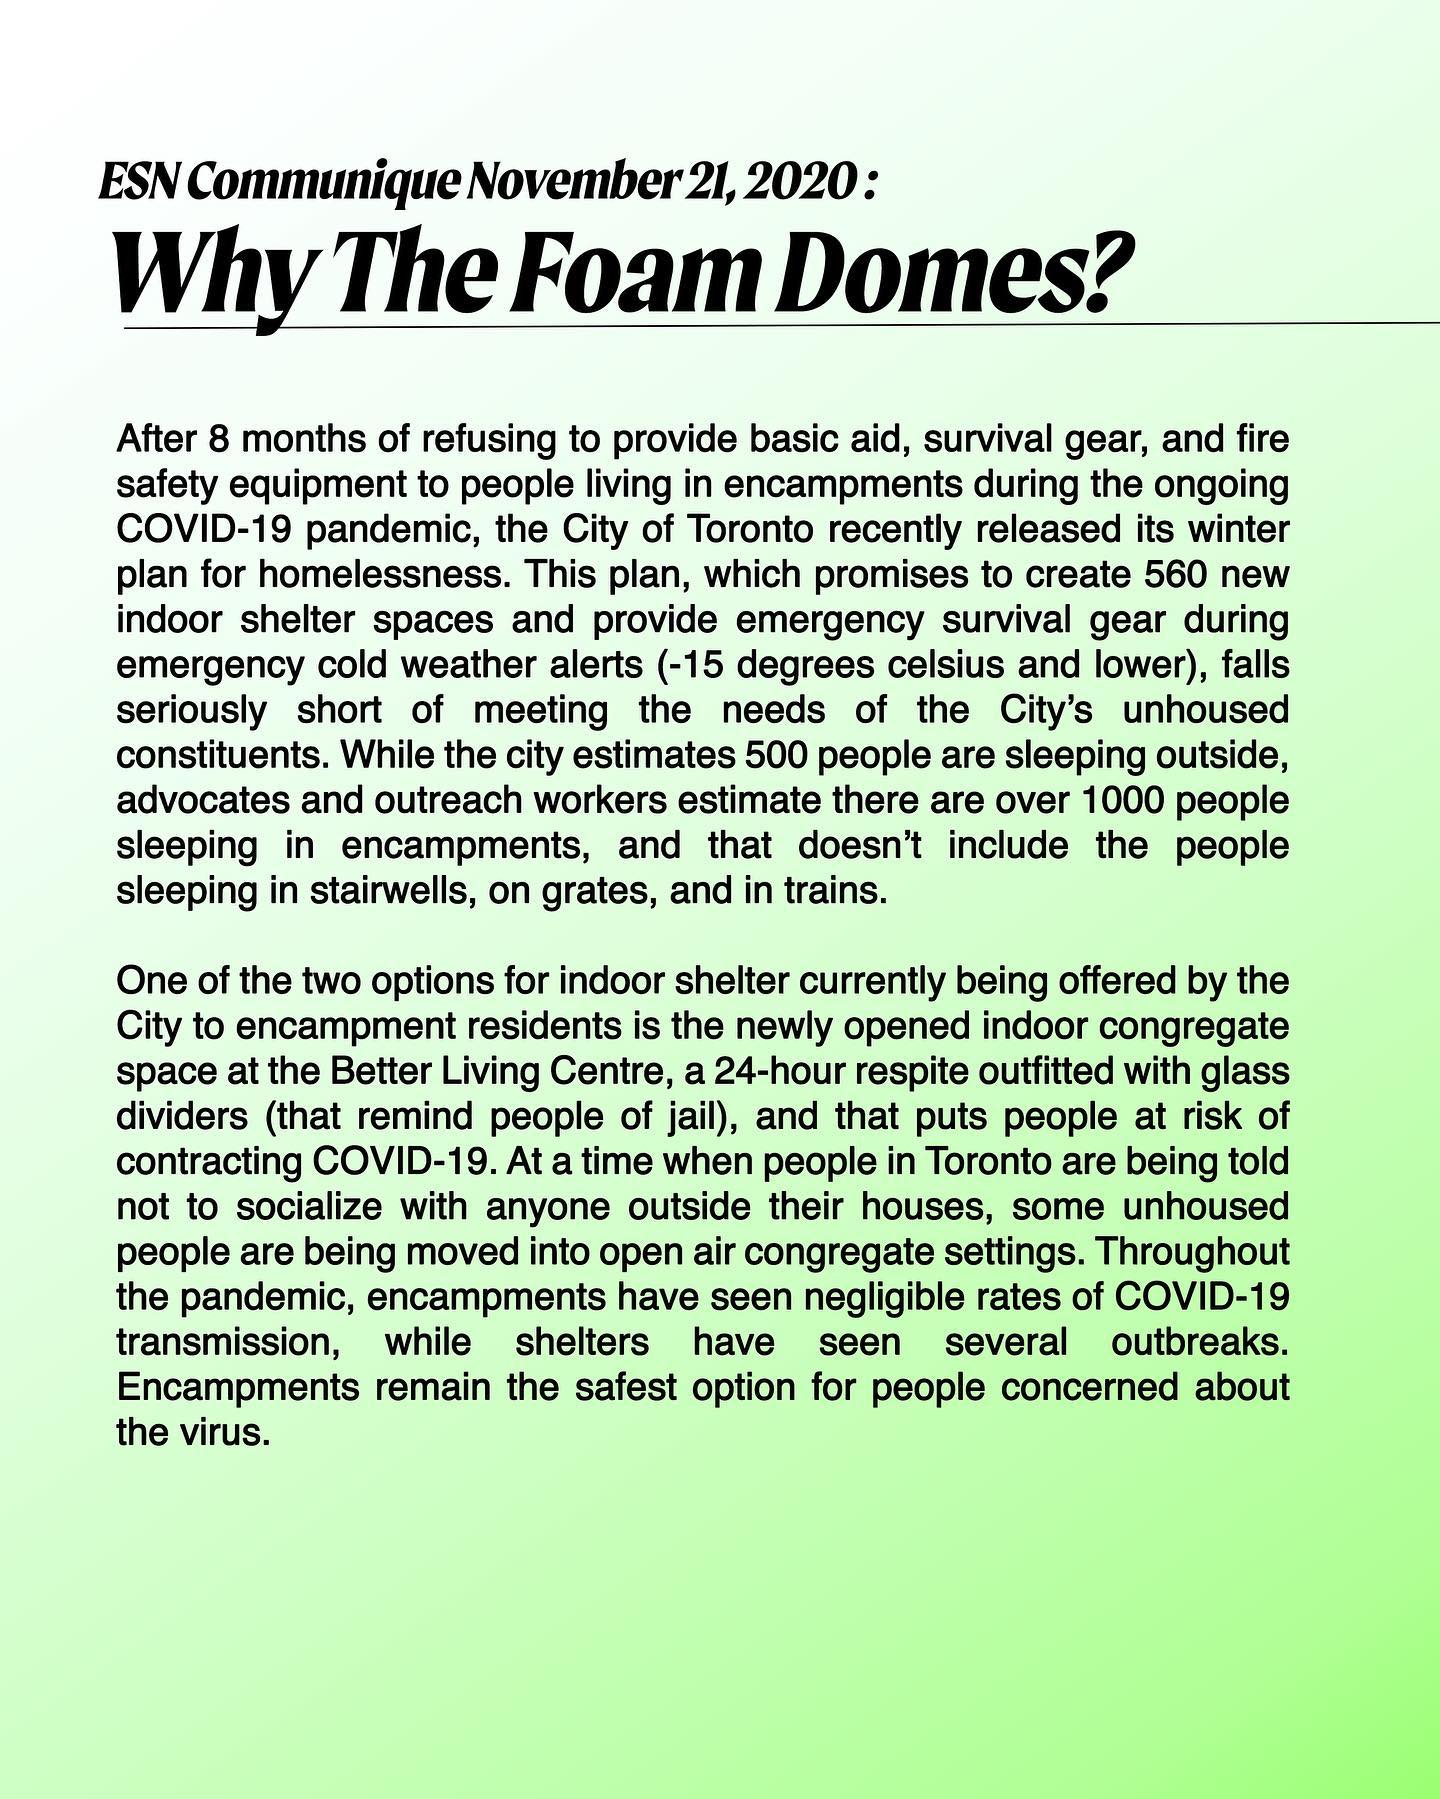 ESN Communique November 21, 2020 :
Why The Foam Domes?
After 8 months of refusing to provide basic aid, survival gear, and fire
safety equipment to people living in encampments during the ongoing
COVID-19 pandemic, the City of Toronto recently released its winter
plan for homelessness. This plan, which promises to create 560 new
indoor shelter spaces and provide emergency survival gear during
emergency cold weather alerts (-15 degrees celsius and lower), falls
seriously short of meeting the needs of the City’s unhoused
constituents. While the city estimates 500 people are sleeping outside,
advocates and outreach workers estimate there are over 1000 people
sleeping in encampments, and that doesn’t include the people
sleeping in stairwells, on grates, and in trains.
One of the two options for indoor shelter currently being offered by the
City to encampment residents is the newly opened indoor congregate
space at the Better Living Centre, a 24-hour respite outfitted with glass
dividers (that remind people of jail), and that puts people at risk of
contracting COVID-19. At a time when people in Toronto are being told
not to socialize with anyone outside their houses, some unhoused
people are being moved into open air congregate settings. Throughout
the pandemic, encampments have seen negligible rates of COVID-19
transmission, while shelters have seen several outbreaks.
Encampments remain the safest option for people concerned about
the virus.